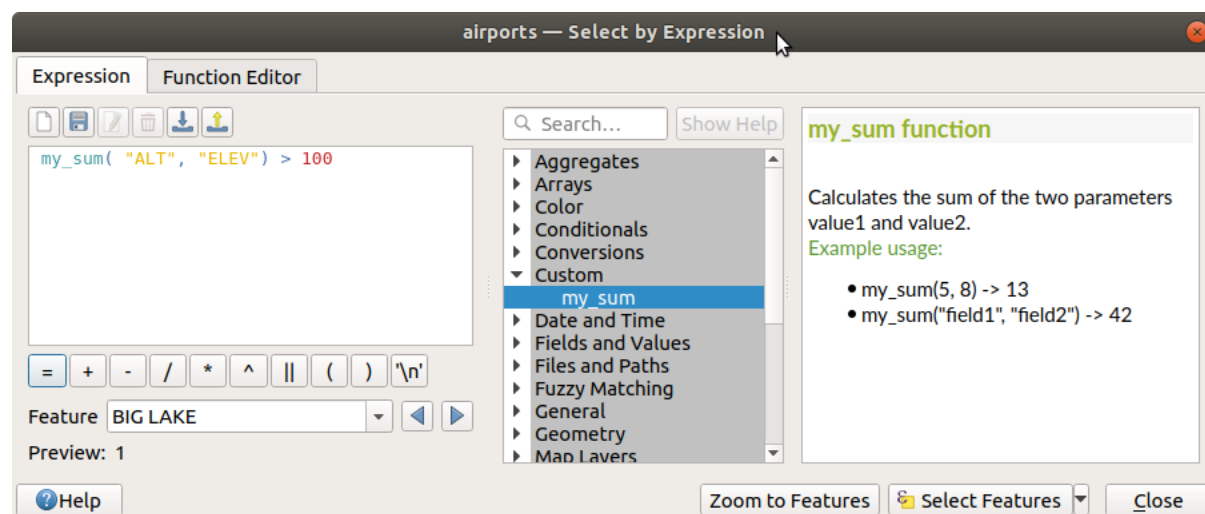 airports — Select by Expression
Expression
Function Editor
my_sum( "ALT", "ELEV") > 100
= + - / * ^ || ( ) '\n'
Feature BIG LAKE
Preview: 1
Search...
Show Help
Aggregates
Arrays
Color
Conditionals
Conversions
Custom
my_sum
Date and Time
Fields and Values
Files and Paths
Fuzzy Matching
General
Geometry
Map Layers
my_sum function
Calculates the sum of the two parameters
value1 and value2.
Example usage:
● my_sum(5, 8) -> 13
● my_sum("field1", "field2") -> 42
Help
Zoom to Features
Select Features
Close